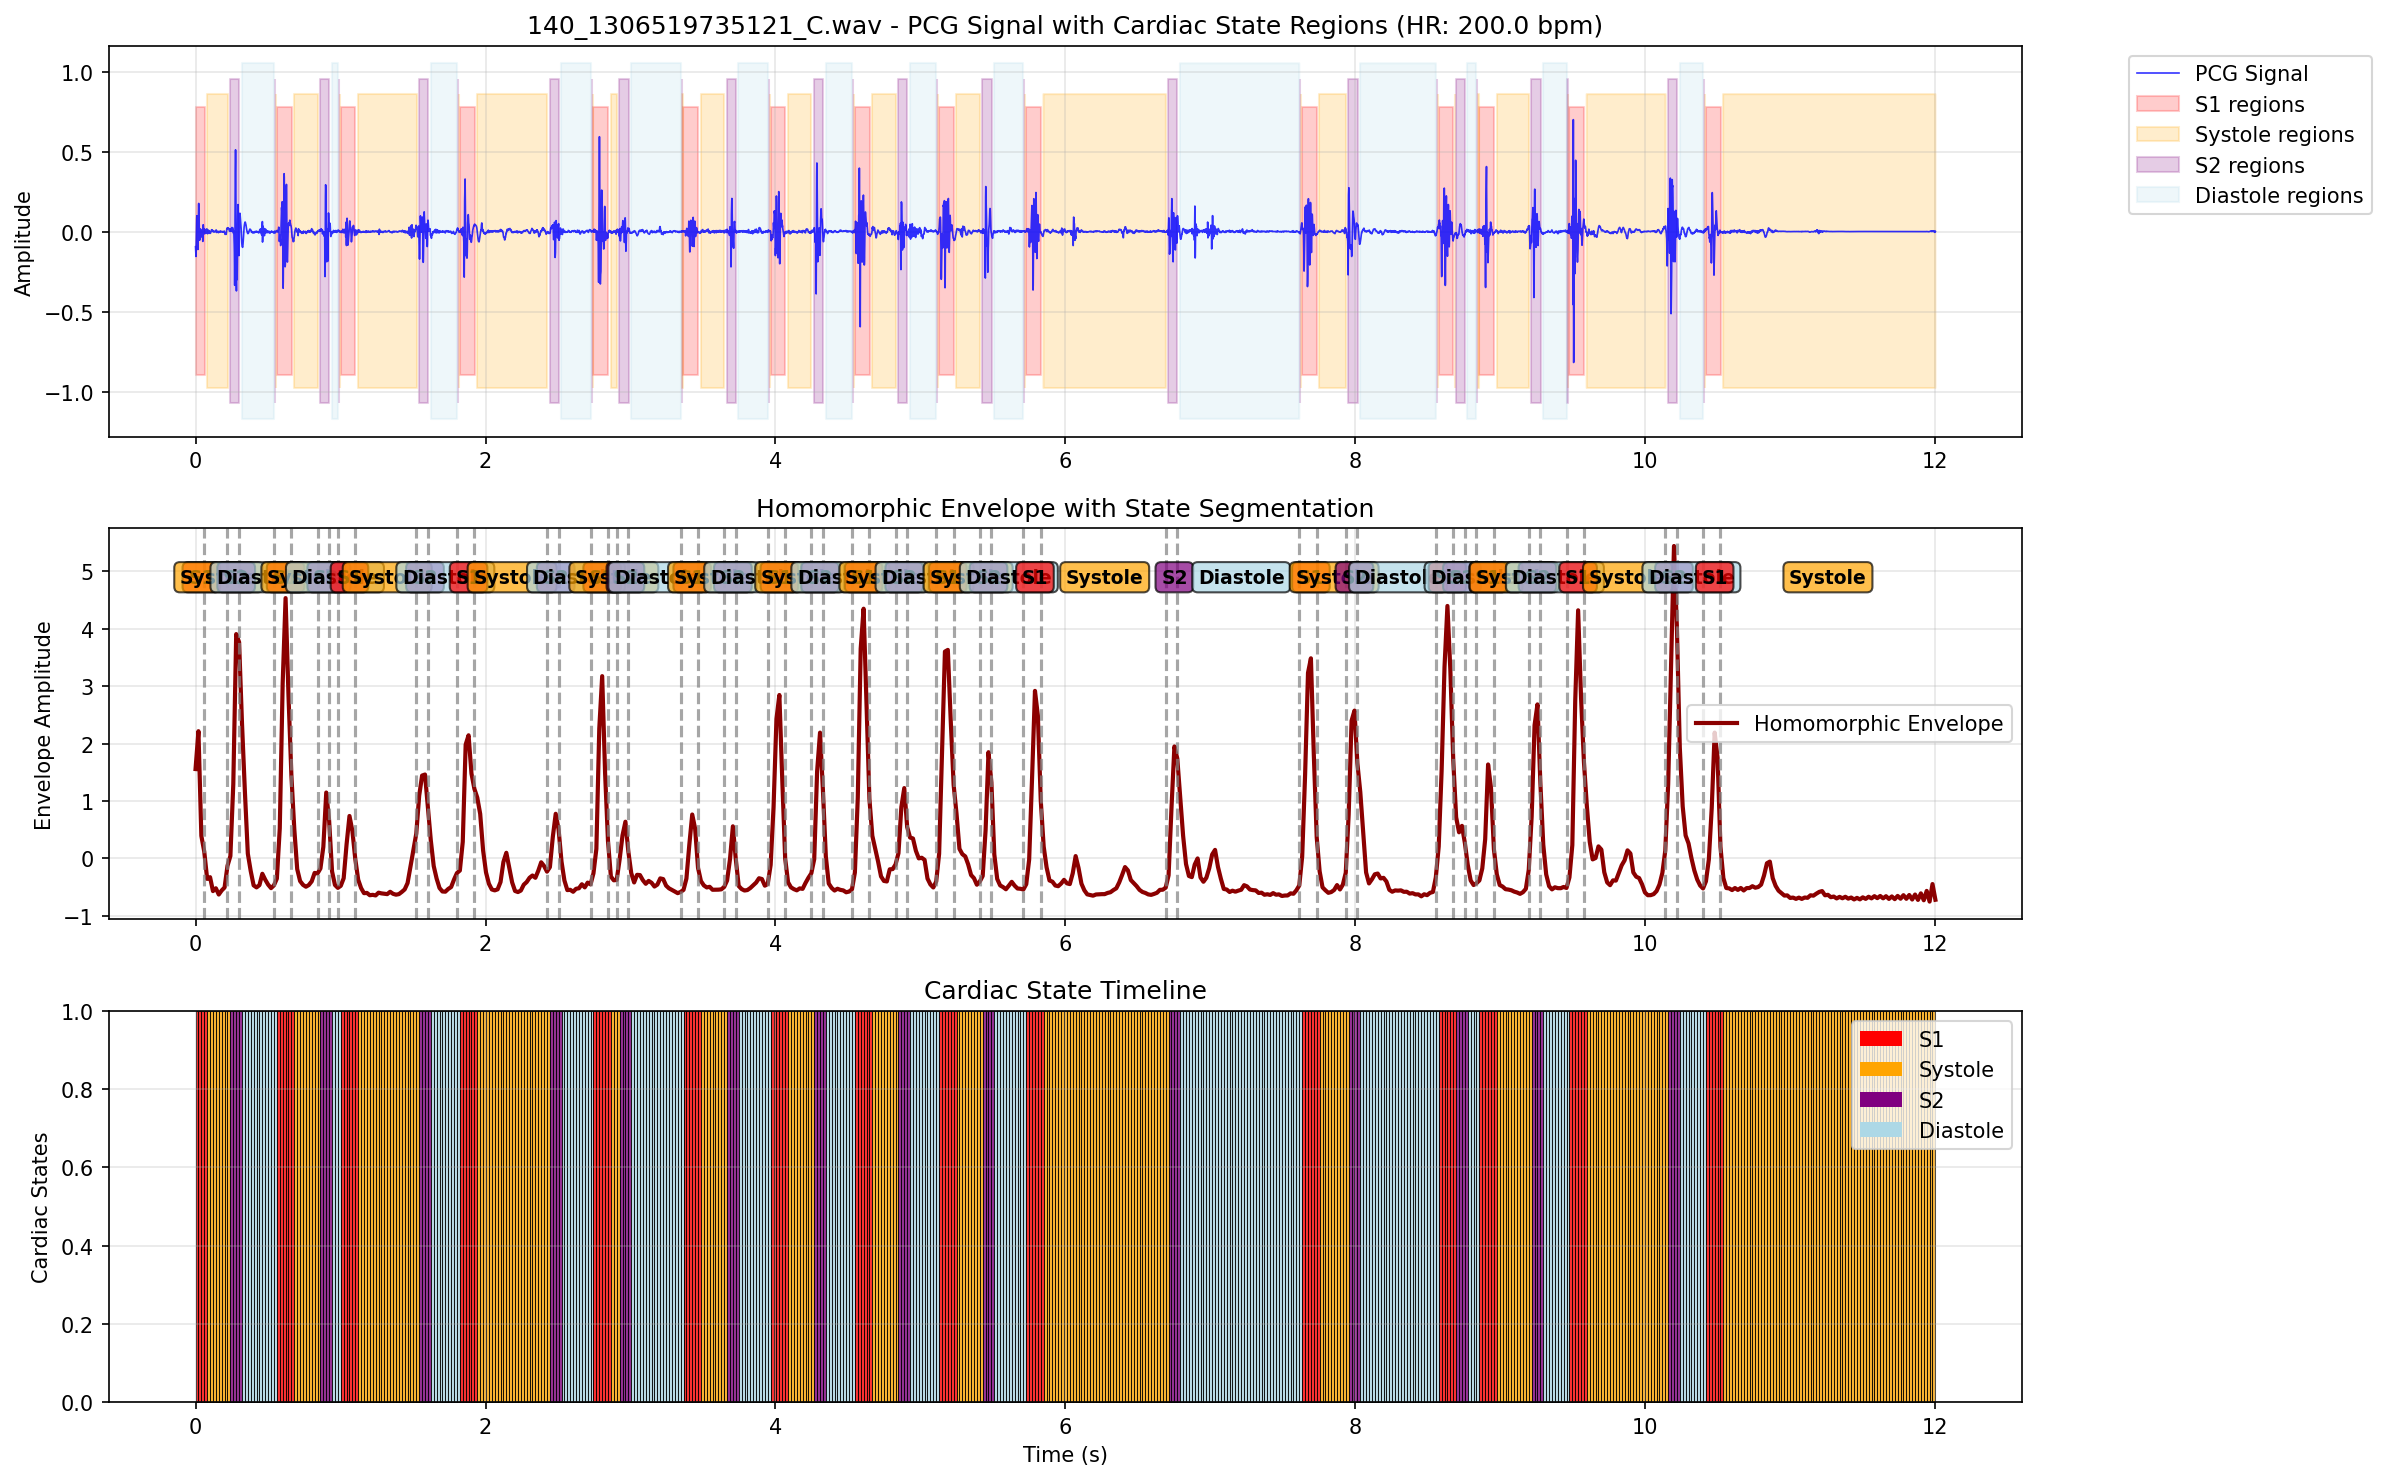 140_1306519735121_C.wav - PCG Signal with Cardiac State Regions (HR: 200.0 bpm)
Amplitude
1.0
0.5
0.0
−0.5
−1.0
0 2 4 6 8 10 12
PCG Signal
S1 regions
Systole regions
S2 regions
Diastole regions
Homomorphic Envelope with State Segmentation
Envelope Amplitude
5
4
3
2
1
0
−1
Systole
S2
Diastole
S1
Systole
Homomorphic Envelope
0 2 4 6 8 10 12
Cardiac State Timeline
Cardiac States
1.0
0.8
0.6
0.4
0.2
0.0
S1
Systole
S2
Diastole
0 2 4 6 8 10 12
Time (s)